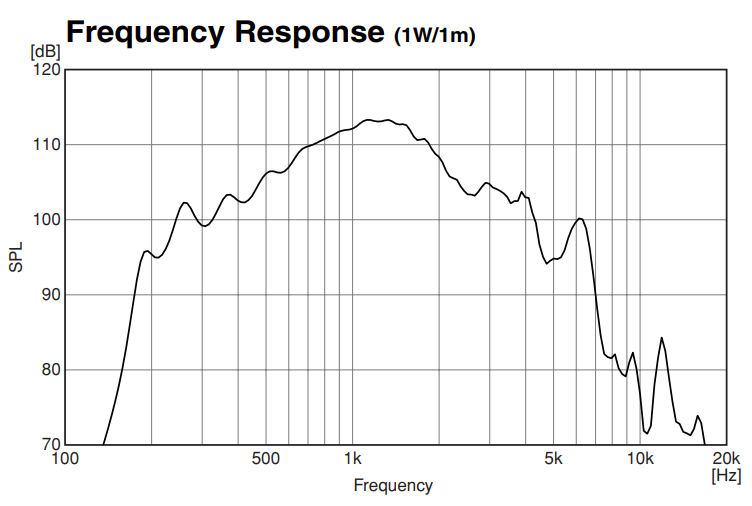 Frequency Response (1W/1m)
[dB]
120
110
100
90
80
70
SPL
100 500 1k 5k 10k 20k
[Hz]
Frequency